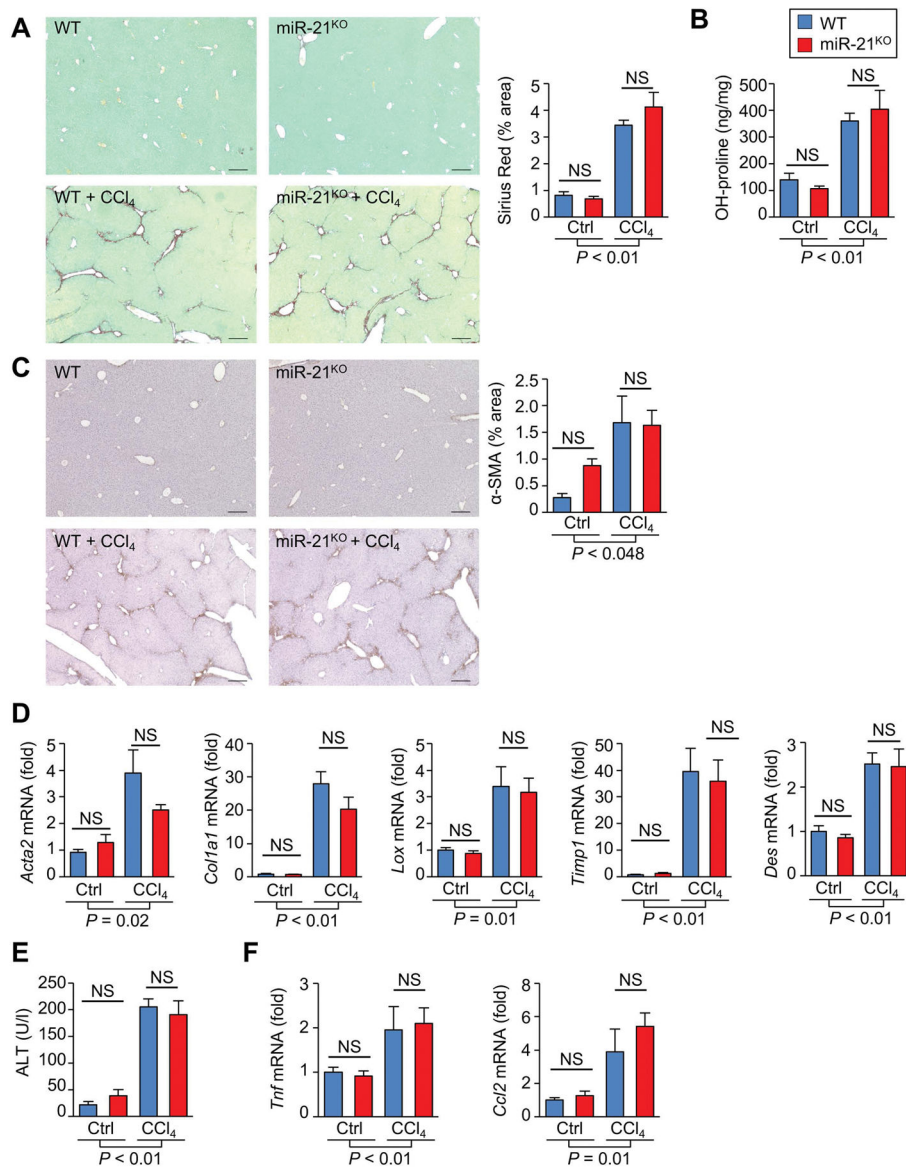 A
WT
miR-21ᴷᴼ
WT + CCl₄
miR-21ᴷᴼ + CCl₄
Sirius Red (% area)
5
4
3
2
1
0
NS
NS
Ctrl
CCl₄
P < 0.01
B
WT
miR-21ᴷᴼ
OH-proline (ng/mg)
500
400
300
200
100
0
NS
NS
Ctrl
CCl₄
P < 0.01
C
WT
miR-21ᴷᴼ
WT + CCl₄
miR-21ᴷᴼ + CCl₄
α-SMA (% area)
2.5
2.0
1.5
1.0
0.5
0
NS
NS
Ctrl
CCl₄
P < 0.048
D
Acta2 mRNA (fold)
5
4
3
2
1
0
NS
NS
Ctrl
CCl₄
P = 0.02
Col1a1 mRNA (fold)
40
30
20
10
0
NS
NS
Ctrl
CCl₄
P < 0.01
Lox mRNA (fold)
5
4
3
2
1
0
NS
NS
Ctrl
CCl₄
P = 0.01
Timp1 mRNA (fold)
50
40
30
20
10
0
NS
NS
Ctrl
CCl₄
P < 0.01
Des mRNA (fold)
3
2
1
0
NS
NS
Ctrl
CCl₄
P < 0.01
E
ALT (U/l)
250
200
150
100
50
0
NS
NS
Ctrl
CCl₄
P < 0.01
F
Tnf mRNA (fold)
3
2
1
0
NS
NS
Ctrl
CCl₄
P < 0.01
Ccl2 mRNA (fold)
8
6
4
2
0
NS
NS
Ctrl
CCl₄
P = 0.01